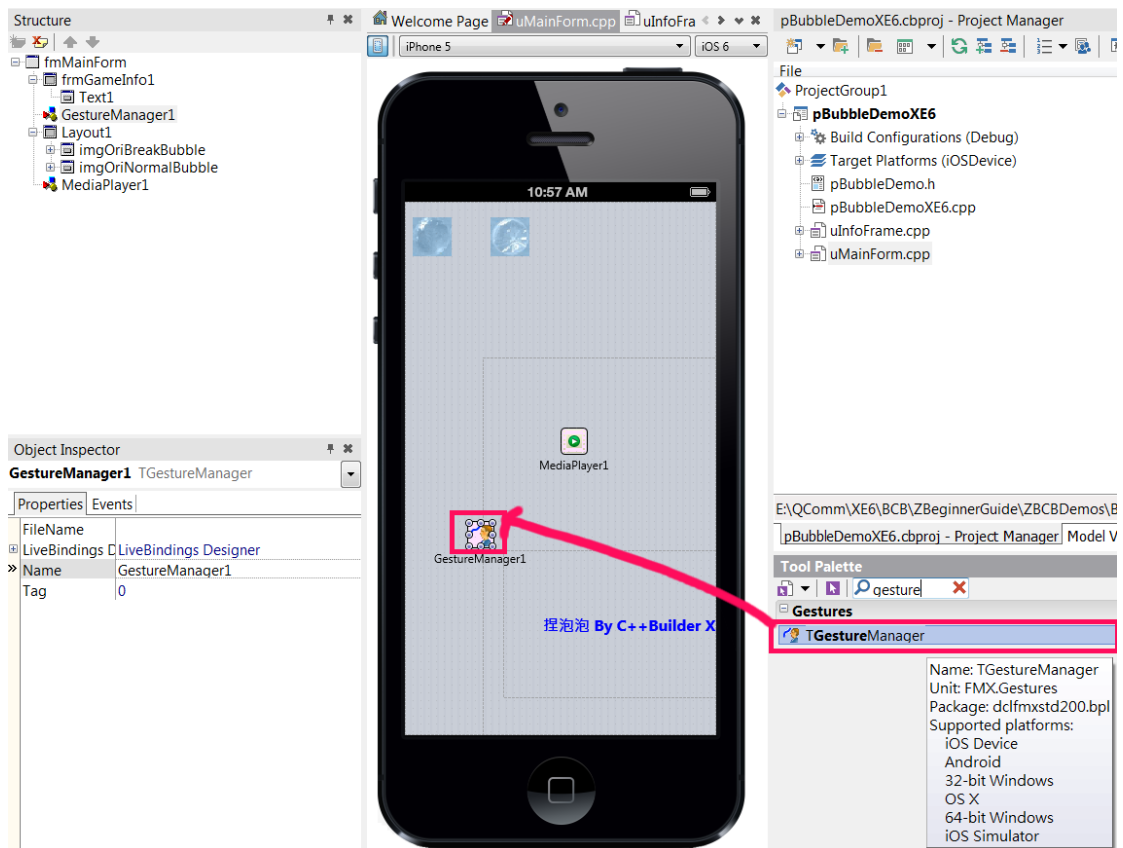 Structure
fmMainForm
frmGameInfo1
Text1
GestureManager1
Layout1
imgOriBreakBubble
imgOriNormalBubble
MediaPlayer1
Object Inspector
GestureManager1 TGestureManager
Properties Events
FileName
LiveBindings D LiveBindings Designer
Name GestureManager1
Tag 0
Welcome Page uMainForm.cpp uInfoFra
iPhone 5 iOS 6
10:57 AM
MediaPlayer1
GestureManager1
捏泡泡 By C++Builder X
pBubbleDemoXE6.cbproj - Project Manager
File
ProjectGroup1
pBubbleDemoXE6
Build Configurations (Debug)
Target Platforms (iOSDevice)
pBubbleDemo.h
pBubbleDemoXE6.cpp
uInfoFrame.cpp
uMainForm.cpp
E:\QComm\XE6\BCB\ZBeginnerGuide\ZBCBDemos\B
pBubbleDemoXE6.cbproj - Project Manager Model V
Tool Palette
gesture
Gestures
TGestureManager
Name: TGestureManager
Unit: FMX.Gestures
Package: dclfmxstd200.bpl
Supported platforms:
iOS Device
Android
32-bit Windows
OS X
64-bit Windows
iOS Simulator